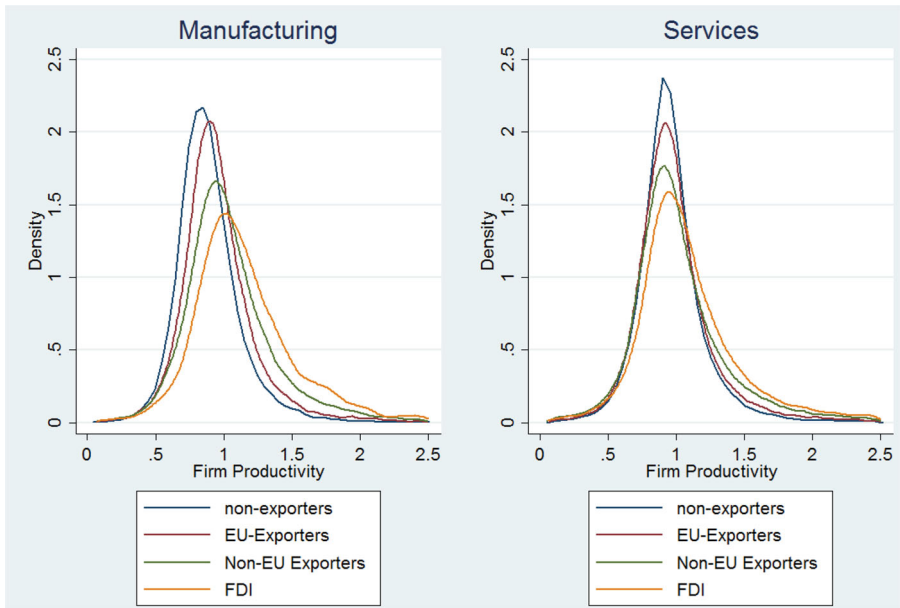 Manufacturing
2.5
2
1.5
1
.5
0
Density
0 .5 1 1.5 2 2.5
Firm Productivity
non-exporters
EU-Exporters
Non-EU Exporters
FDI
Services
2.5
2
1.5
1
.5
0
Density
0 .5 1 1.5 2 2.5
Firm Productivity
non-exporters
EU-Exporters
Non-EU Exporters
FDI